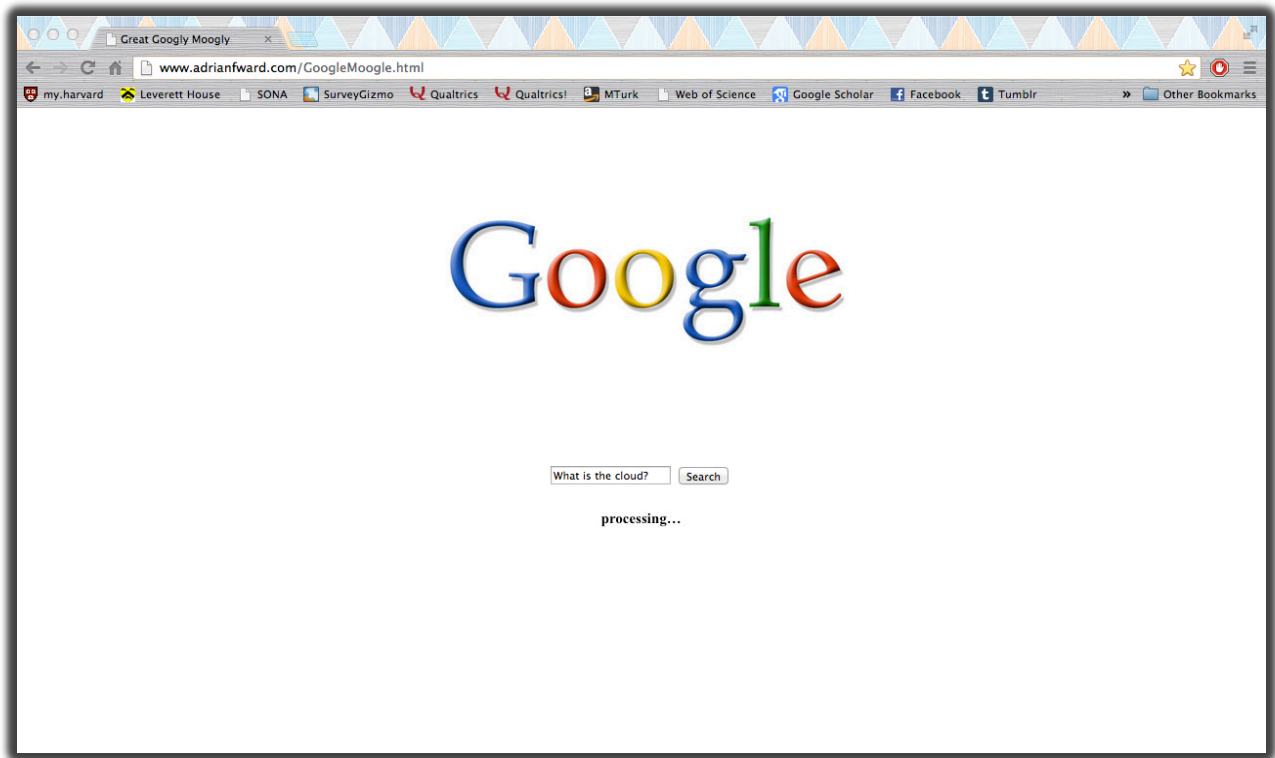 Great Googly Moogly
www.adrianfward.com/GoogleMoogle.html
my.harvard Leverett House SONA SurveyGizmo Qualtrics Qualtrics MTurk Web of Science Google Scholar Facebook Tumblr » Other Bookmarks
Google
What is the cloud? Search
processing...